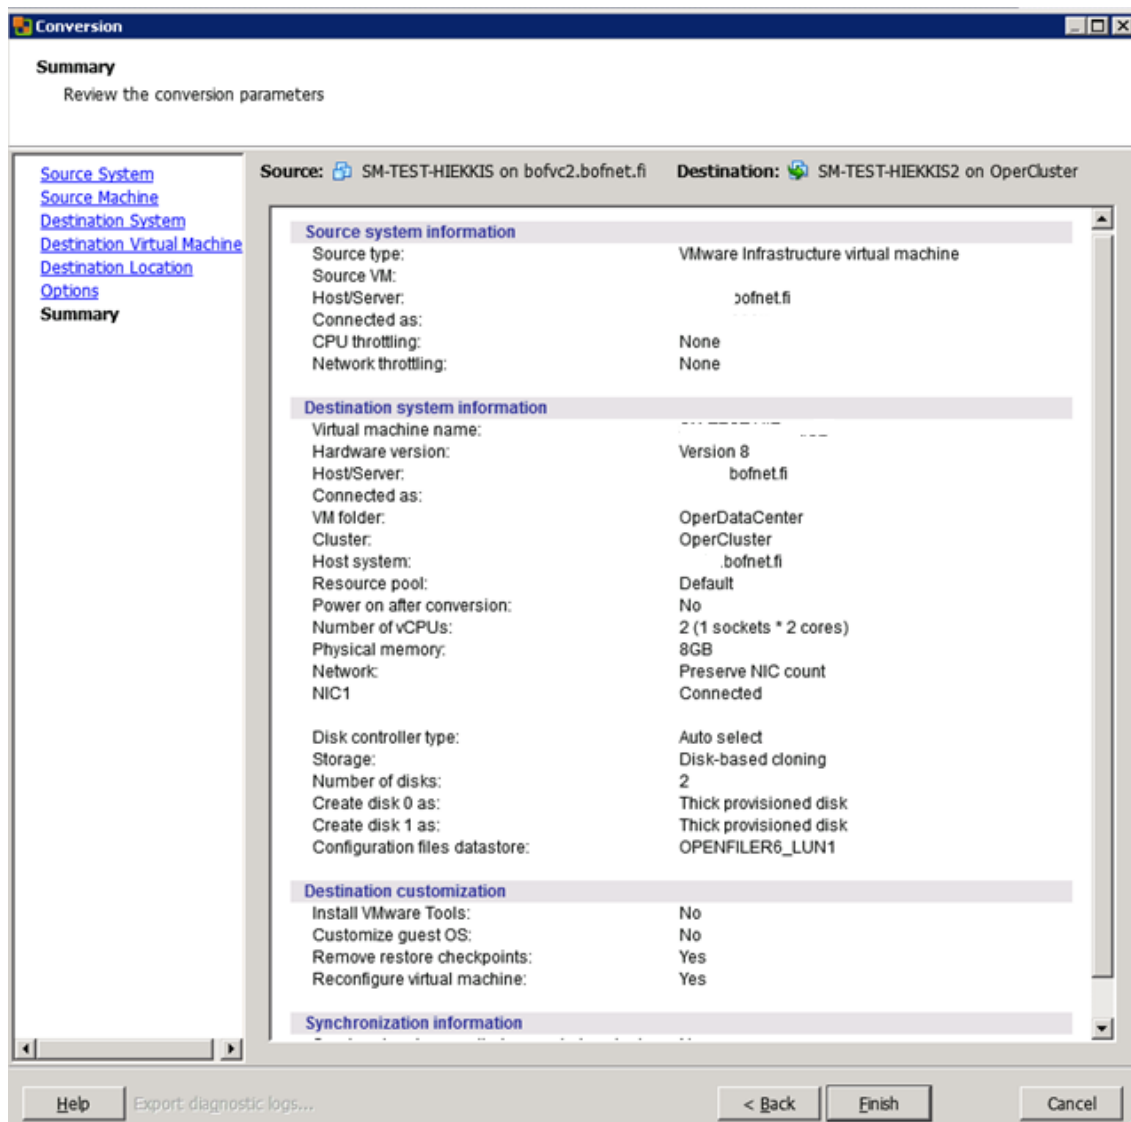 Conversion
Summary
Review the conversion parameters
Source System
Source Machine
Destination System
Destination Virtual Machine
Destination Location
Options
Summary
Source: SM-TEST-HIEKKIS on bofvc2.bofnet.fi Destination: SM-TEST-HIEKKIS2 on OperCluster
Source system information
Source type: VMware Infrastructure virtual machine
Source VM:
Host/Server: bofnet.fi
Connected as:
CPU throttling: None
Network throttling: None
Destination system information
Virtual machine name:
Hardware version: Version 8
Host/Server: bofnet.fi
Connected as:
VM folder: OperDataCenter
Cluster: OperCluster
Host system: .bofnet.fi
Resource pool: Default
Power on after conversion: No
Number of vCPUs: 2 (1 sockets * 2 cores)
Physical memory: 8GB
Network: Preserve NIC count
NIC1 Connected
Disk controller type: Auto select
Storage: Disk-based cloning
Number of disks: 2
Create disk 0 as: Thick provisioned disk
Create disk 1 as: Thick provisioned disk
Configuration files datastore: OPENFILER6_LUN1
Destination customization
Install VMware Tools: No
Customize guest OS: No
Remove restore checkpoints: Yes
Reconfigure virtual machine: Yes
Synchronization information
Help Export diagnostic logs... < Back Finish Cancel